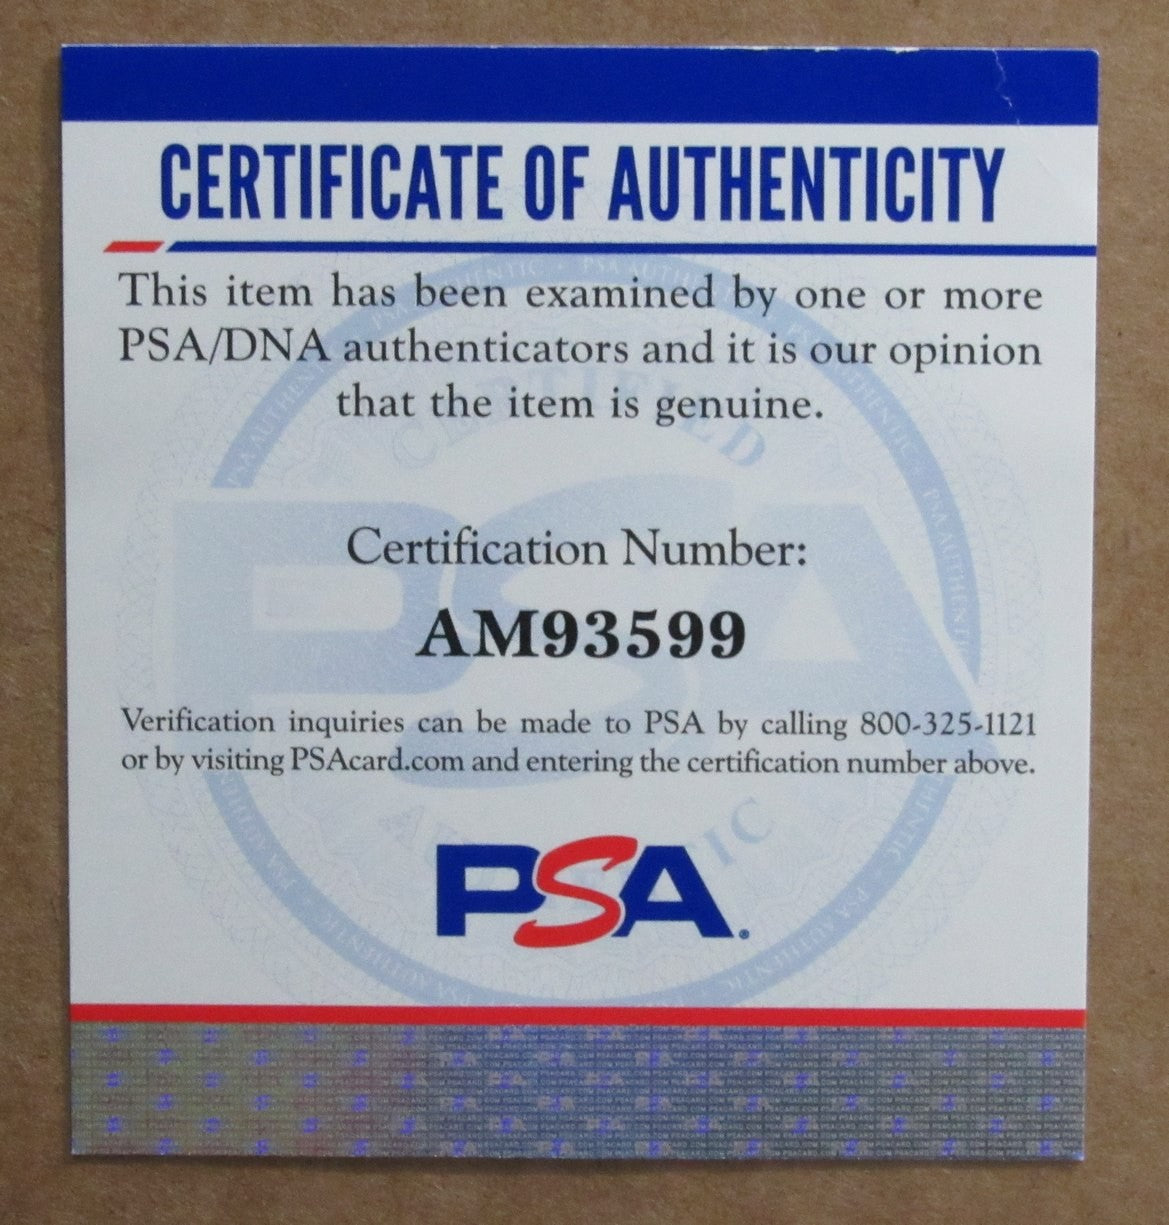 CERTIFICATE OF AUTHENTICITY
This item has been examined by one or more
PSA/DNA authenticators and it is our opinion
that the item is genuine.
Certification Number:
AM93599
Verification inquiries can be made to PSA by calling 800-325-1121
or by visiting PSAcard.com and entering the certification number above.
PSA®